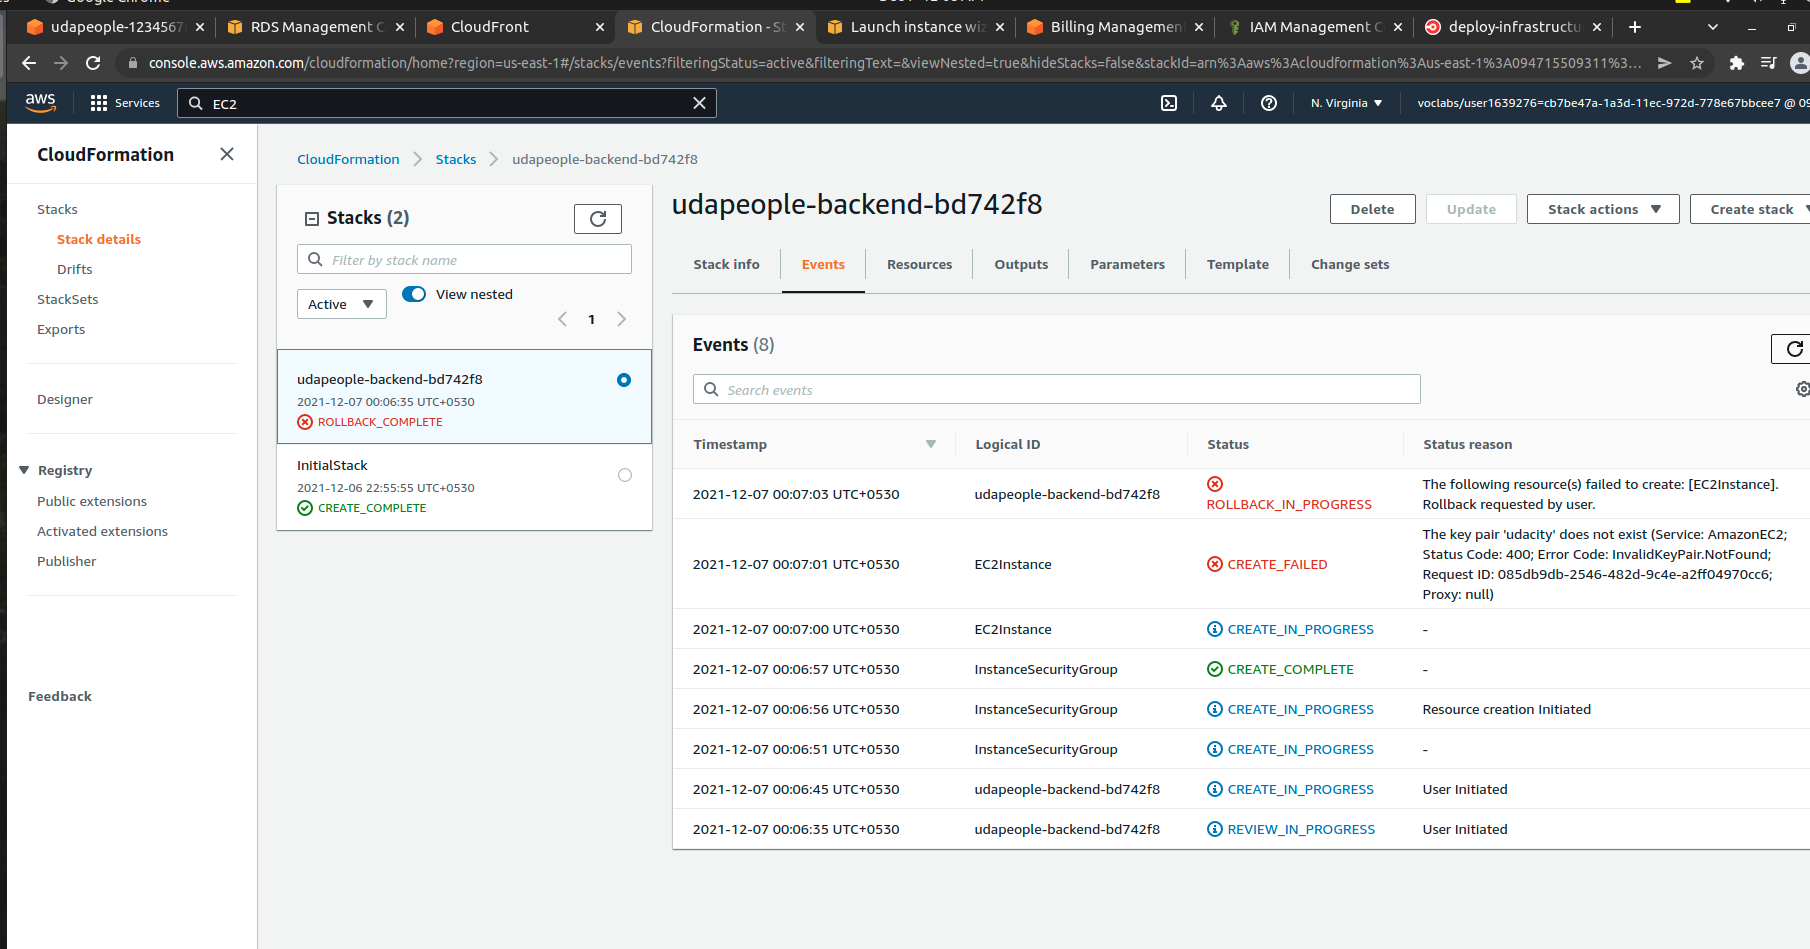 Google Chrome
udapeople-1234567
RDS Management C
CloudFront
CloudFormation - St
Launch instance wiz
Billing Management
IAM Management C
deploy-infrastructu
console.aws.amazon.com/cloudformation/home?region=us-east-1#/stacks/events?filteringStatus=active&filteringText=&viewNested=true&hideStacks=false&stackId=arn%3Aaws%3Acloudformation%3Aus-east-1%3A094715509311%3...
aws
Services
EC2
N. Virginia
voclabs/user1639276=cb7be47a-1a3d-11ec-972d-778e67bbcee7 @ 09
CloudFormation
Stacks
Stack details
Drifts
StackSets
Exports
Designer
Registry
Public extensions
Activated extensions
Publisher
Feedback
CloudFormation
Stacks
udapeople-backend-bd742f8
Stacks (2)
Filter by stack name
Active
View nested
1
udapeople-backend-bd742f8
2021-12-07 00:06:35 UTC+0530
ROLLBACK_COMPLETE
InitialStack
2021-12-06 22:55:55 UTC+0530
CREATE_COMPLETE
udapeople-backend-bd742f8
Delete
Update
Stack actions
Create stack
Stack info
Events
Resources
Outputs
Parameters
Template
Change sets
Events (8)
Search events
Timestamp Logical ID Status Status reason
2021-12-07 00:07:03 UTC+0530 udapeople-backend-bd742f8 ROLLBACK_IN_PROGRESS The following resource(s) failed to create: [EC2Instance].
Rollback requested by user.
2021-12-07 00:07:01 UTC+0530 EC2Instance CREATE_FAILED The key pair 'udacity' does not exist (Service: AmazonEC2;
Status Code: 400; Error Code: InvalidKeyPair.NotFound;
Request ID: 085db9db-2546-482d-9c4e-a2ff04970cc6;
Proxy: null)
2021-12-07 00:07:00 UTC+0530 EC2Instance CREATE_IN_PROGRESS -
2021-12-07 00:06:57 UTC+0530 InstanceSecurityGroup CREATE_COMPLETE -
2021-12-07 00:06:56 UTC+0530 InstanceSecurityGroup CREATE_IN_PROGRESS Resource creation Initiated
2021-12-07 00:06:51 UTC+0530 InstanceSecurityGroup CREATE_IN_PROGRESS -
2021-12-07 00:06:45 UTC+0530 udapeople-backend-bd742f8 CREATE_IN_PROGRESS User Initiated
2021-12-07 00:06:35 UTC+0530 udapeople-backend-bd742f8 REVIEW_IN_PROGRESS User Initiated